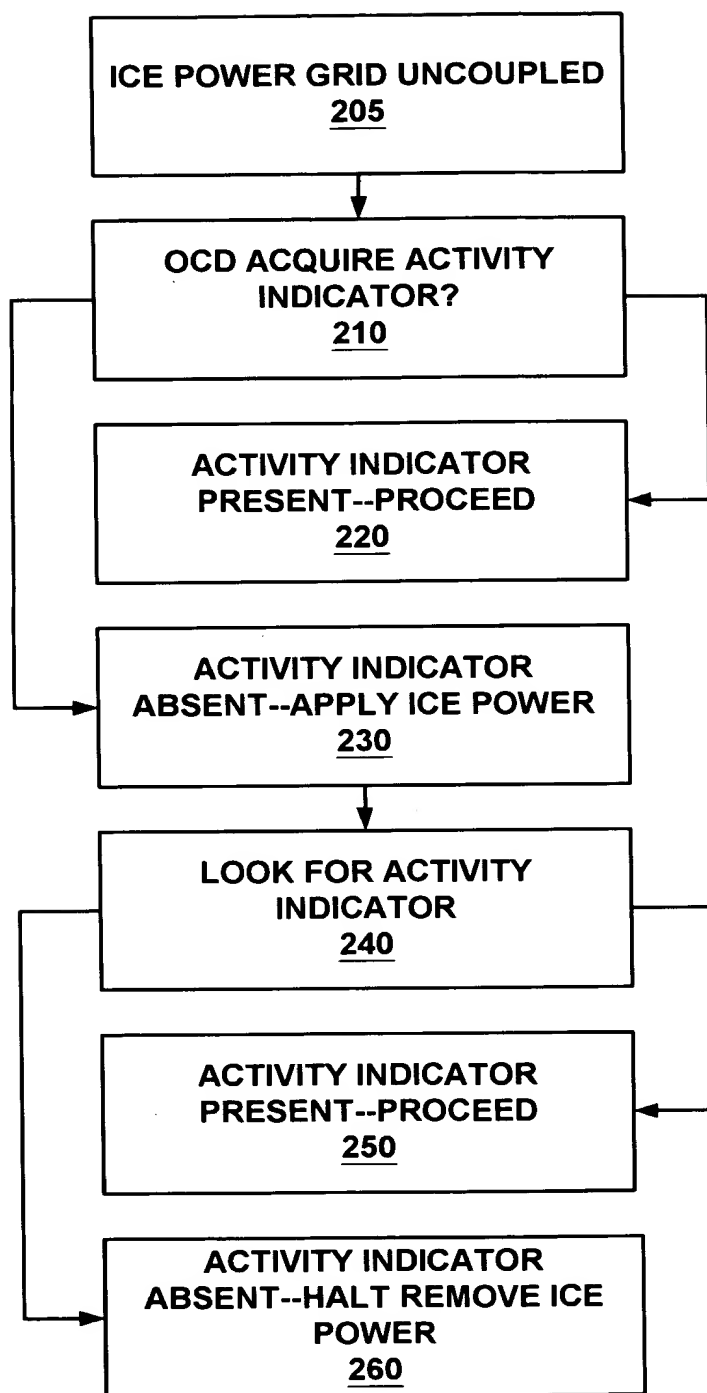 ICE POWER GRID UNCOUPLED
205
OCD ACQUIRE ACTIVITY
INDICATOR?
210
ACTIVITY INDICATOR
PRESENT--PROCEED
220
ACTIVITY INDICATOR
ABSENT--APPLY ICE POWER
230
LOOK FOR ACTIVITY
INDICATOR
240
ACTIVITY INDICATOR
PRESENT--PROCEED
250
ACTIVITY INDICATOR
ABSENT--HALT REMOVE ICE
POWER
260